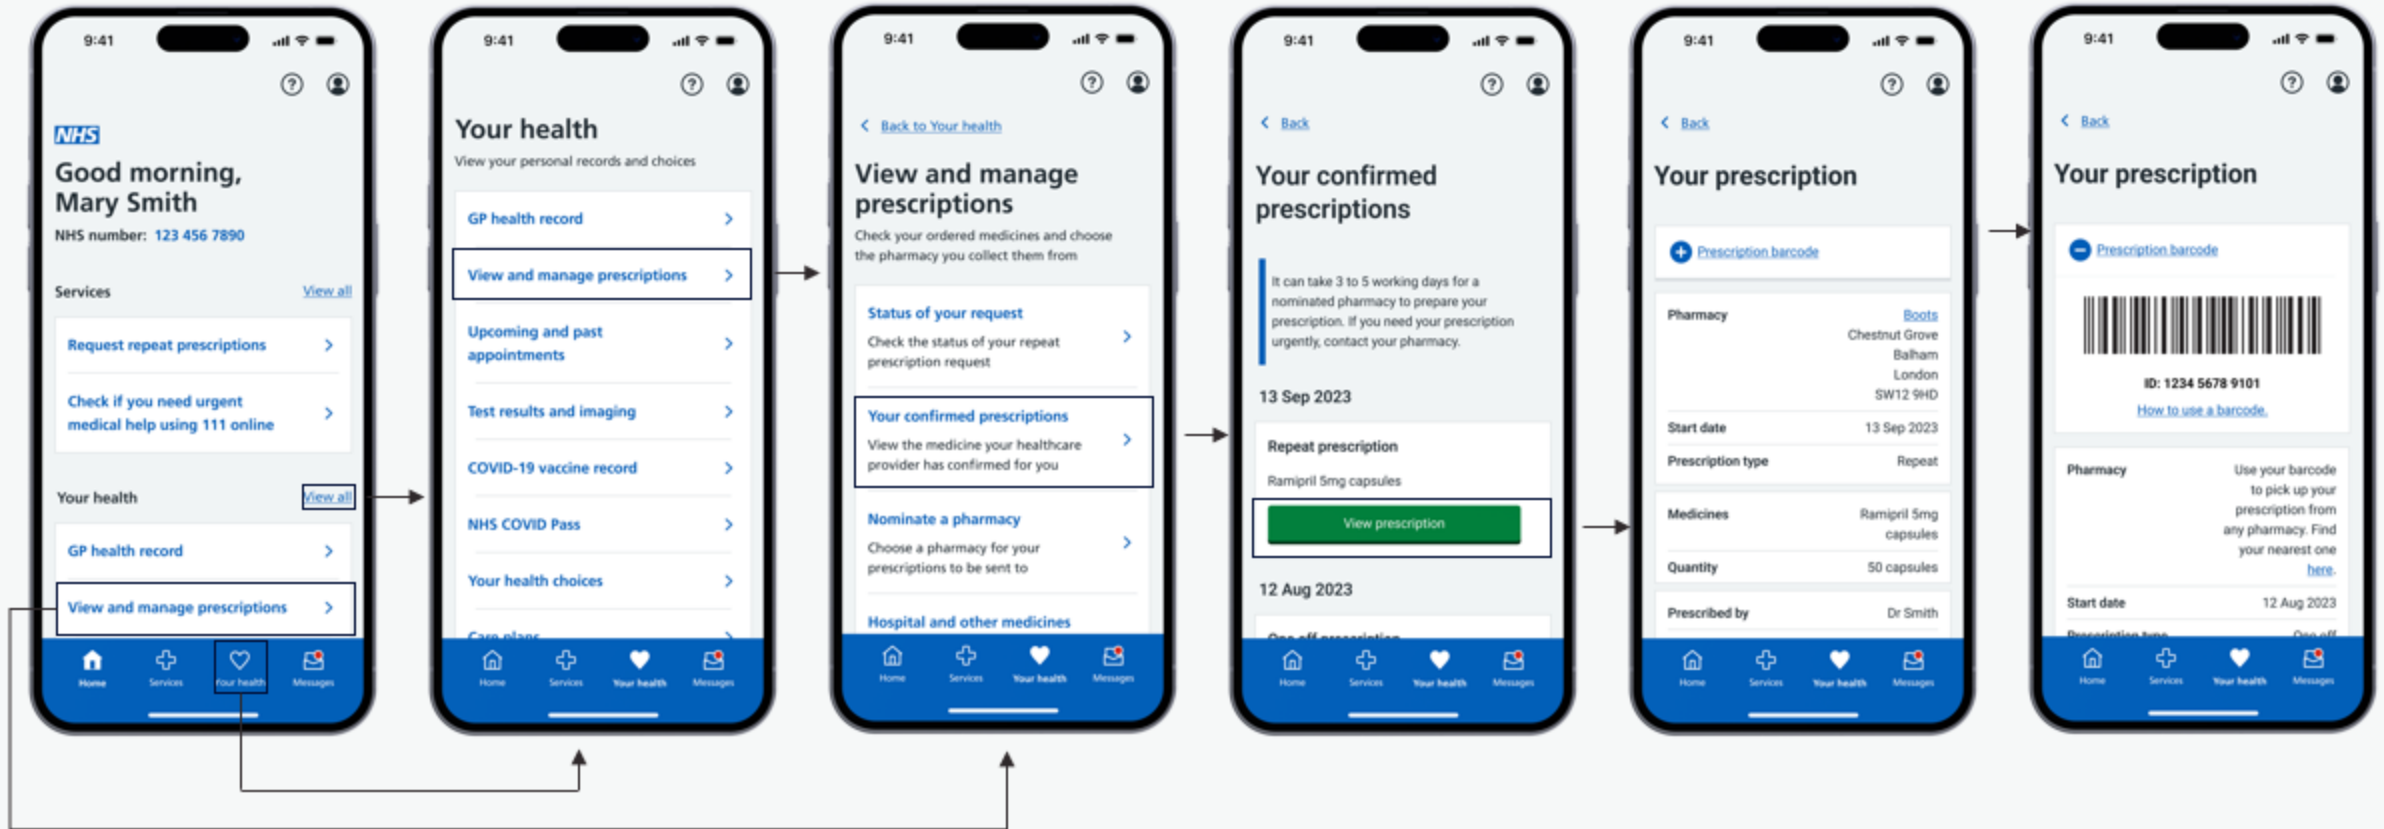 9:41
NHS
Good morning,
Mary Smith
NHS number: 123 456 7890
Services
View all
Request repeat prescriptions
Check if you need urgent
medical help using 111 online
Your health
View all
GP health record
View and manage prescriptions
Home
Services
Your health
Messages
9:41
Your health
View your personal records and choices
GP health record
View and manage prescriptions
Upcoming and past
appointments
Test results and imaging
COVID-19 vaccine record
NHS COVID Pass
Your health choices
Care plans
Home
Services
Your health
Messages
9:41
Back to Your health
View and manage
prescriptions
Check your ordered medicines and choose
the pharmacy you collect them from
Status of your request
Check the status of your repeat
prescription request
Your confirmed prescriptions
View the medicine your healthcare
provider has confirmed for you
Nominate a pharmacy
Choose a pharmacy for your
prescriptions to be sent to
Hospital and other medicines
Home
Services
Your health
Messages
9:41
Back
Your confirmed
prescriptions
It can take 3 to 5 working days for a
nominated pharmacy to prepare your
prescription. If you need your prescription
urgently, contact your pharmacy.
13 Sep 2023
Repeat prescription
Ramipril 5mg capsules
View prescription
12 Aug 2023
One off prescription
Home
Services
Your health
Messages
9:41
Back
Your prescription
Prescription barcode
Pharmacy
Boots
Chestnut Grove
Balham
London
SW12 9HD
Start date
13 Sep 2023
Prescription type
Repeat
Medicines
Ramipril 5mg
capsules
Quantity
50 capsules
Prescribed by
Dr Smith
Home
Services
Your health
Messages
9:41
Back
Your prescription
Prescription barcode
ID: 1234 5678 9101
How to use a barcode.
Pharmacy
Use your barcode
to pick up your
prescription from
any pharmacy. Find
your nearest one
here.
Start date
12 Aug 2023
Prescription type
One off
Home
Services
Your health
Messages